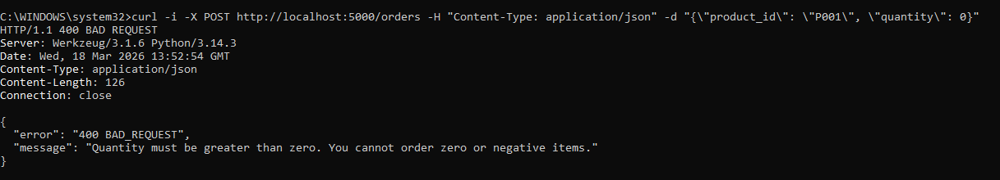 C:\WINDOWS\system32>curl -i -X POST http://localhost:5000/orders -H "Content-Type: application/json" -d "{\"product_id\": \"P001\", \"quantity\": 0}"
HTTP/1.1 400 BAD REQUEST
Server: Werkzeug/3.1.6 Python/3.14.3
Date: Wed, 18 Mar 2026 13:52:54 GMT
Content-Type: application/json
Content-Length: 126
Connection: close

{
  "error": "400 BAD_REQUEST",
  "message": "Quantity must be greater than zero. You cannot order zero or negative items."
}